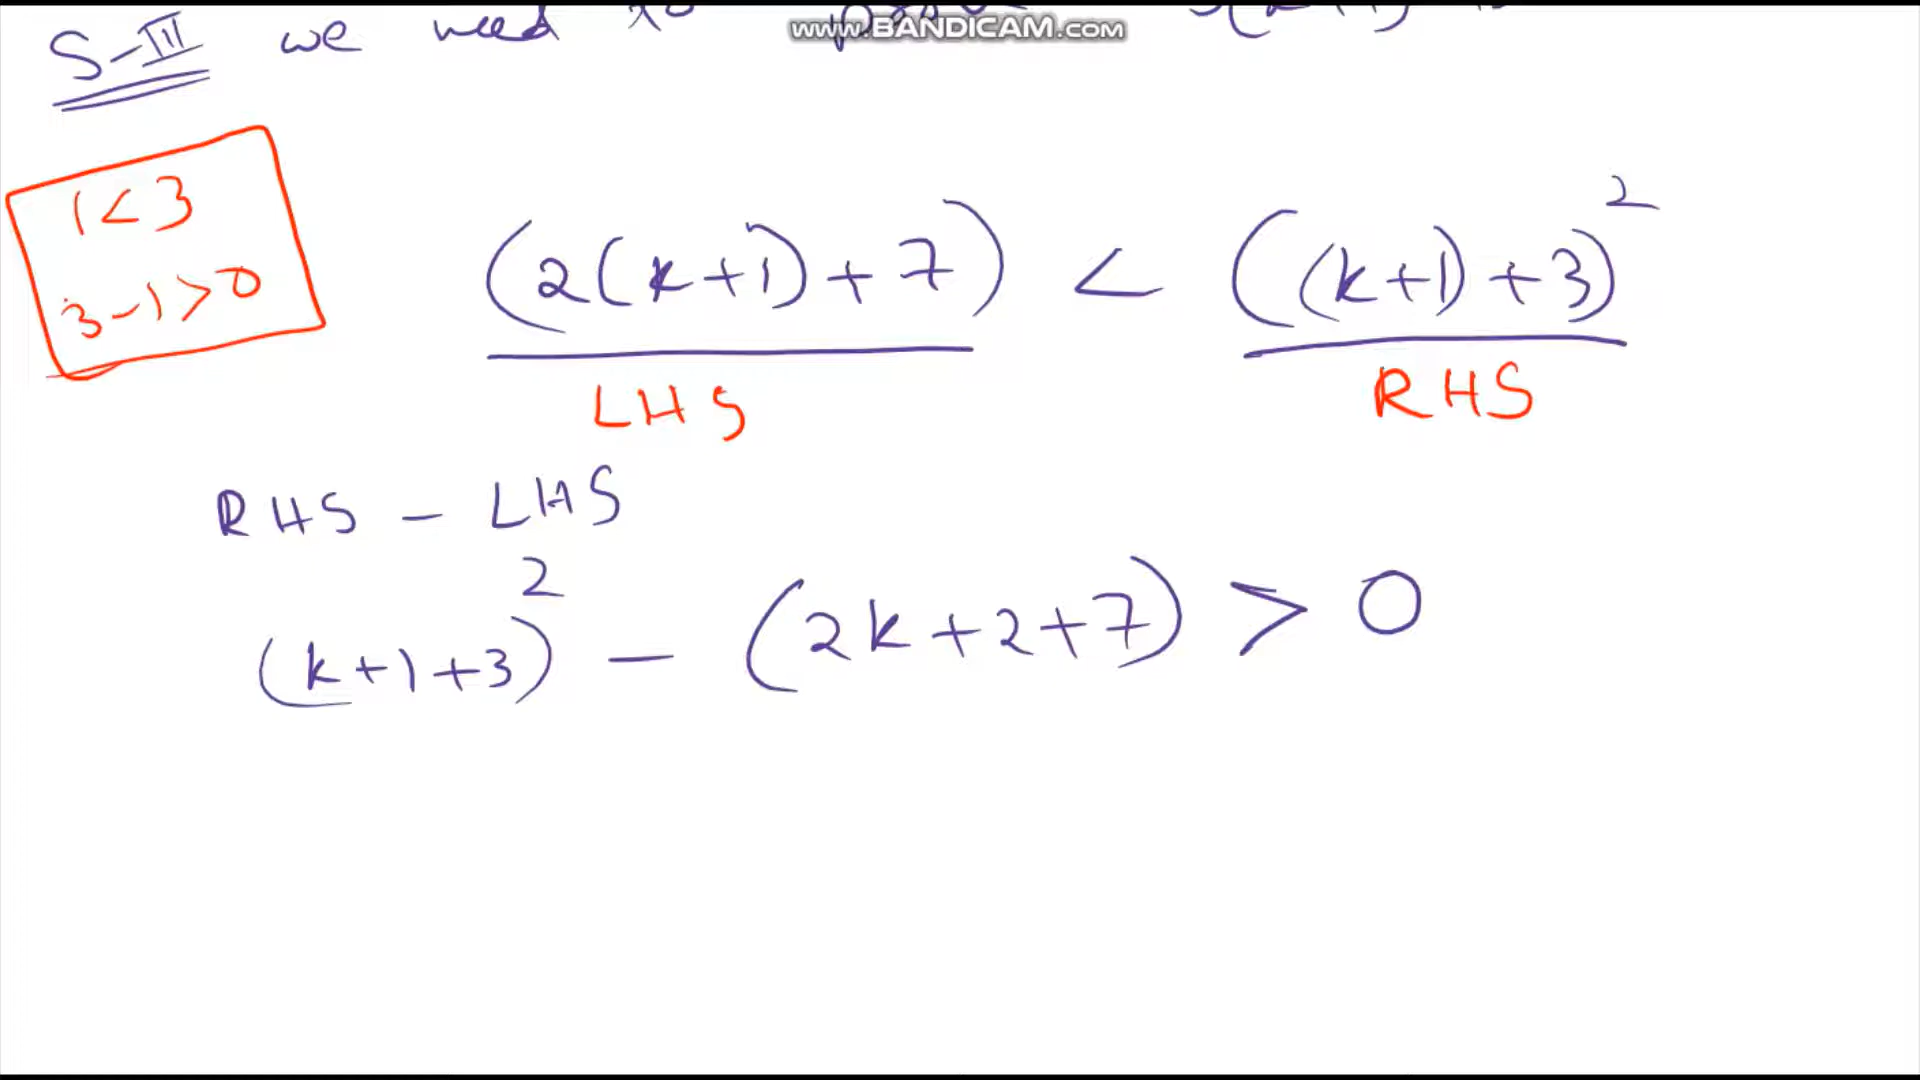 www.BANDICAM.com
S-III we need to
1 < 3
3 - 1 > 0
(2(k+1)+7) < ((k+1)+3)²
LHS RHS
RHS - LHS
(k+1+3)² - (2k+2+7) > 0